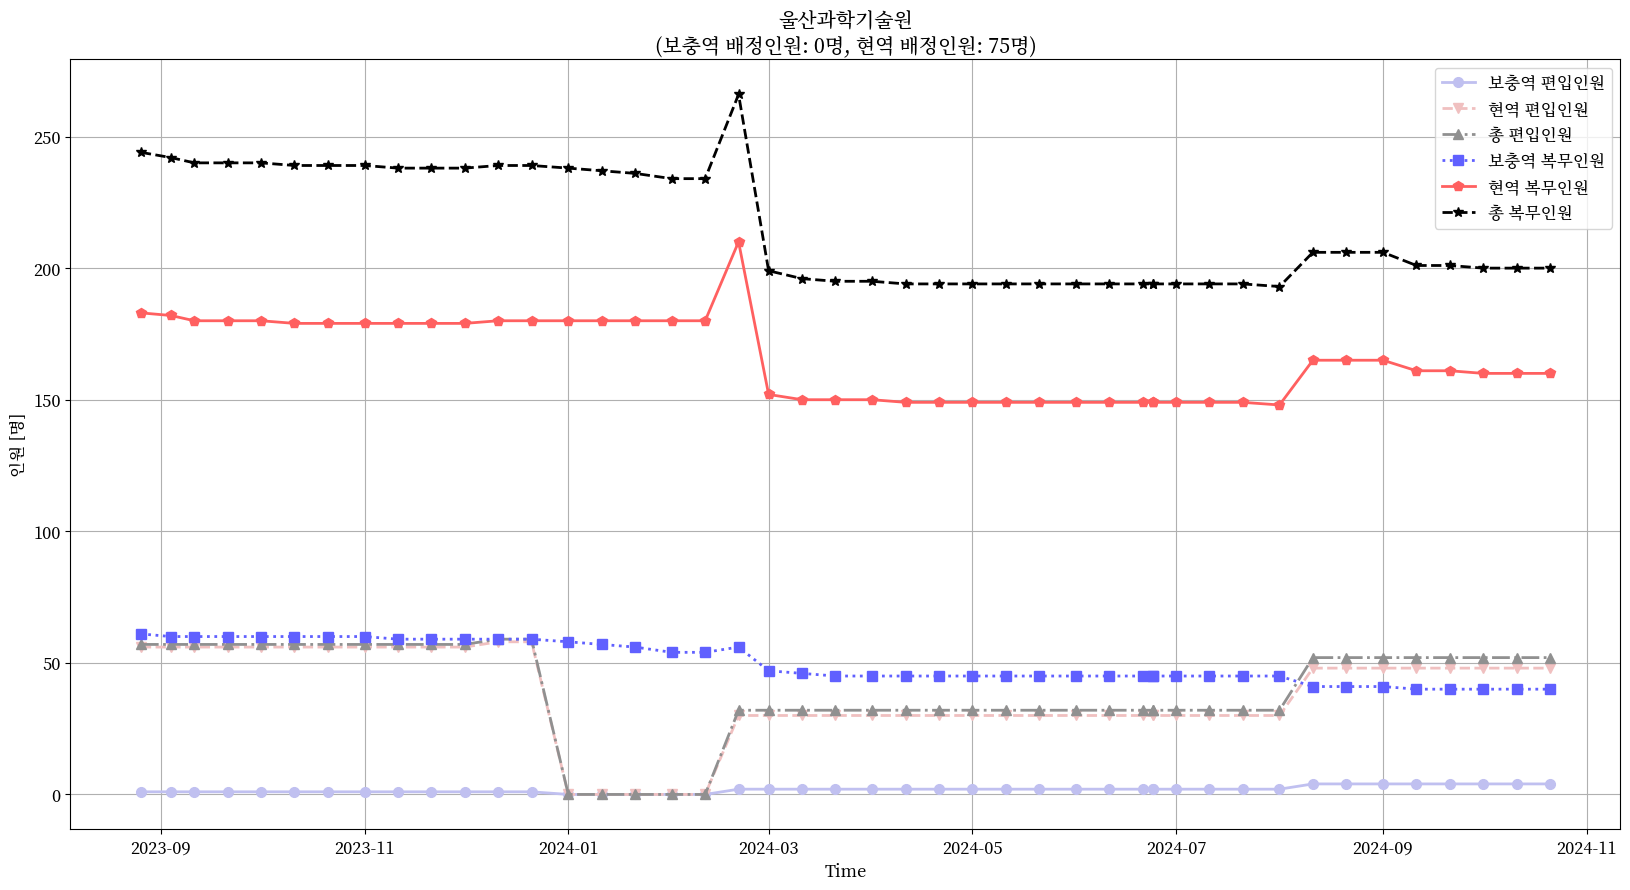 울산과학기술원
(보충역 배정인원: 0명, 현역 배정인원: 75명)
보충역 편입인원
현역 편입인원
총 편입인원
보충역 복무인원
현역 복무인원
총 복무인원
인원 [명]
250
200
150
100
50
0
2023-09 2023-11 2024-01 2024-03 2024-05 2024-07 2024-09 2024-11
Time